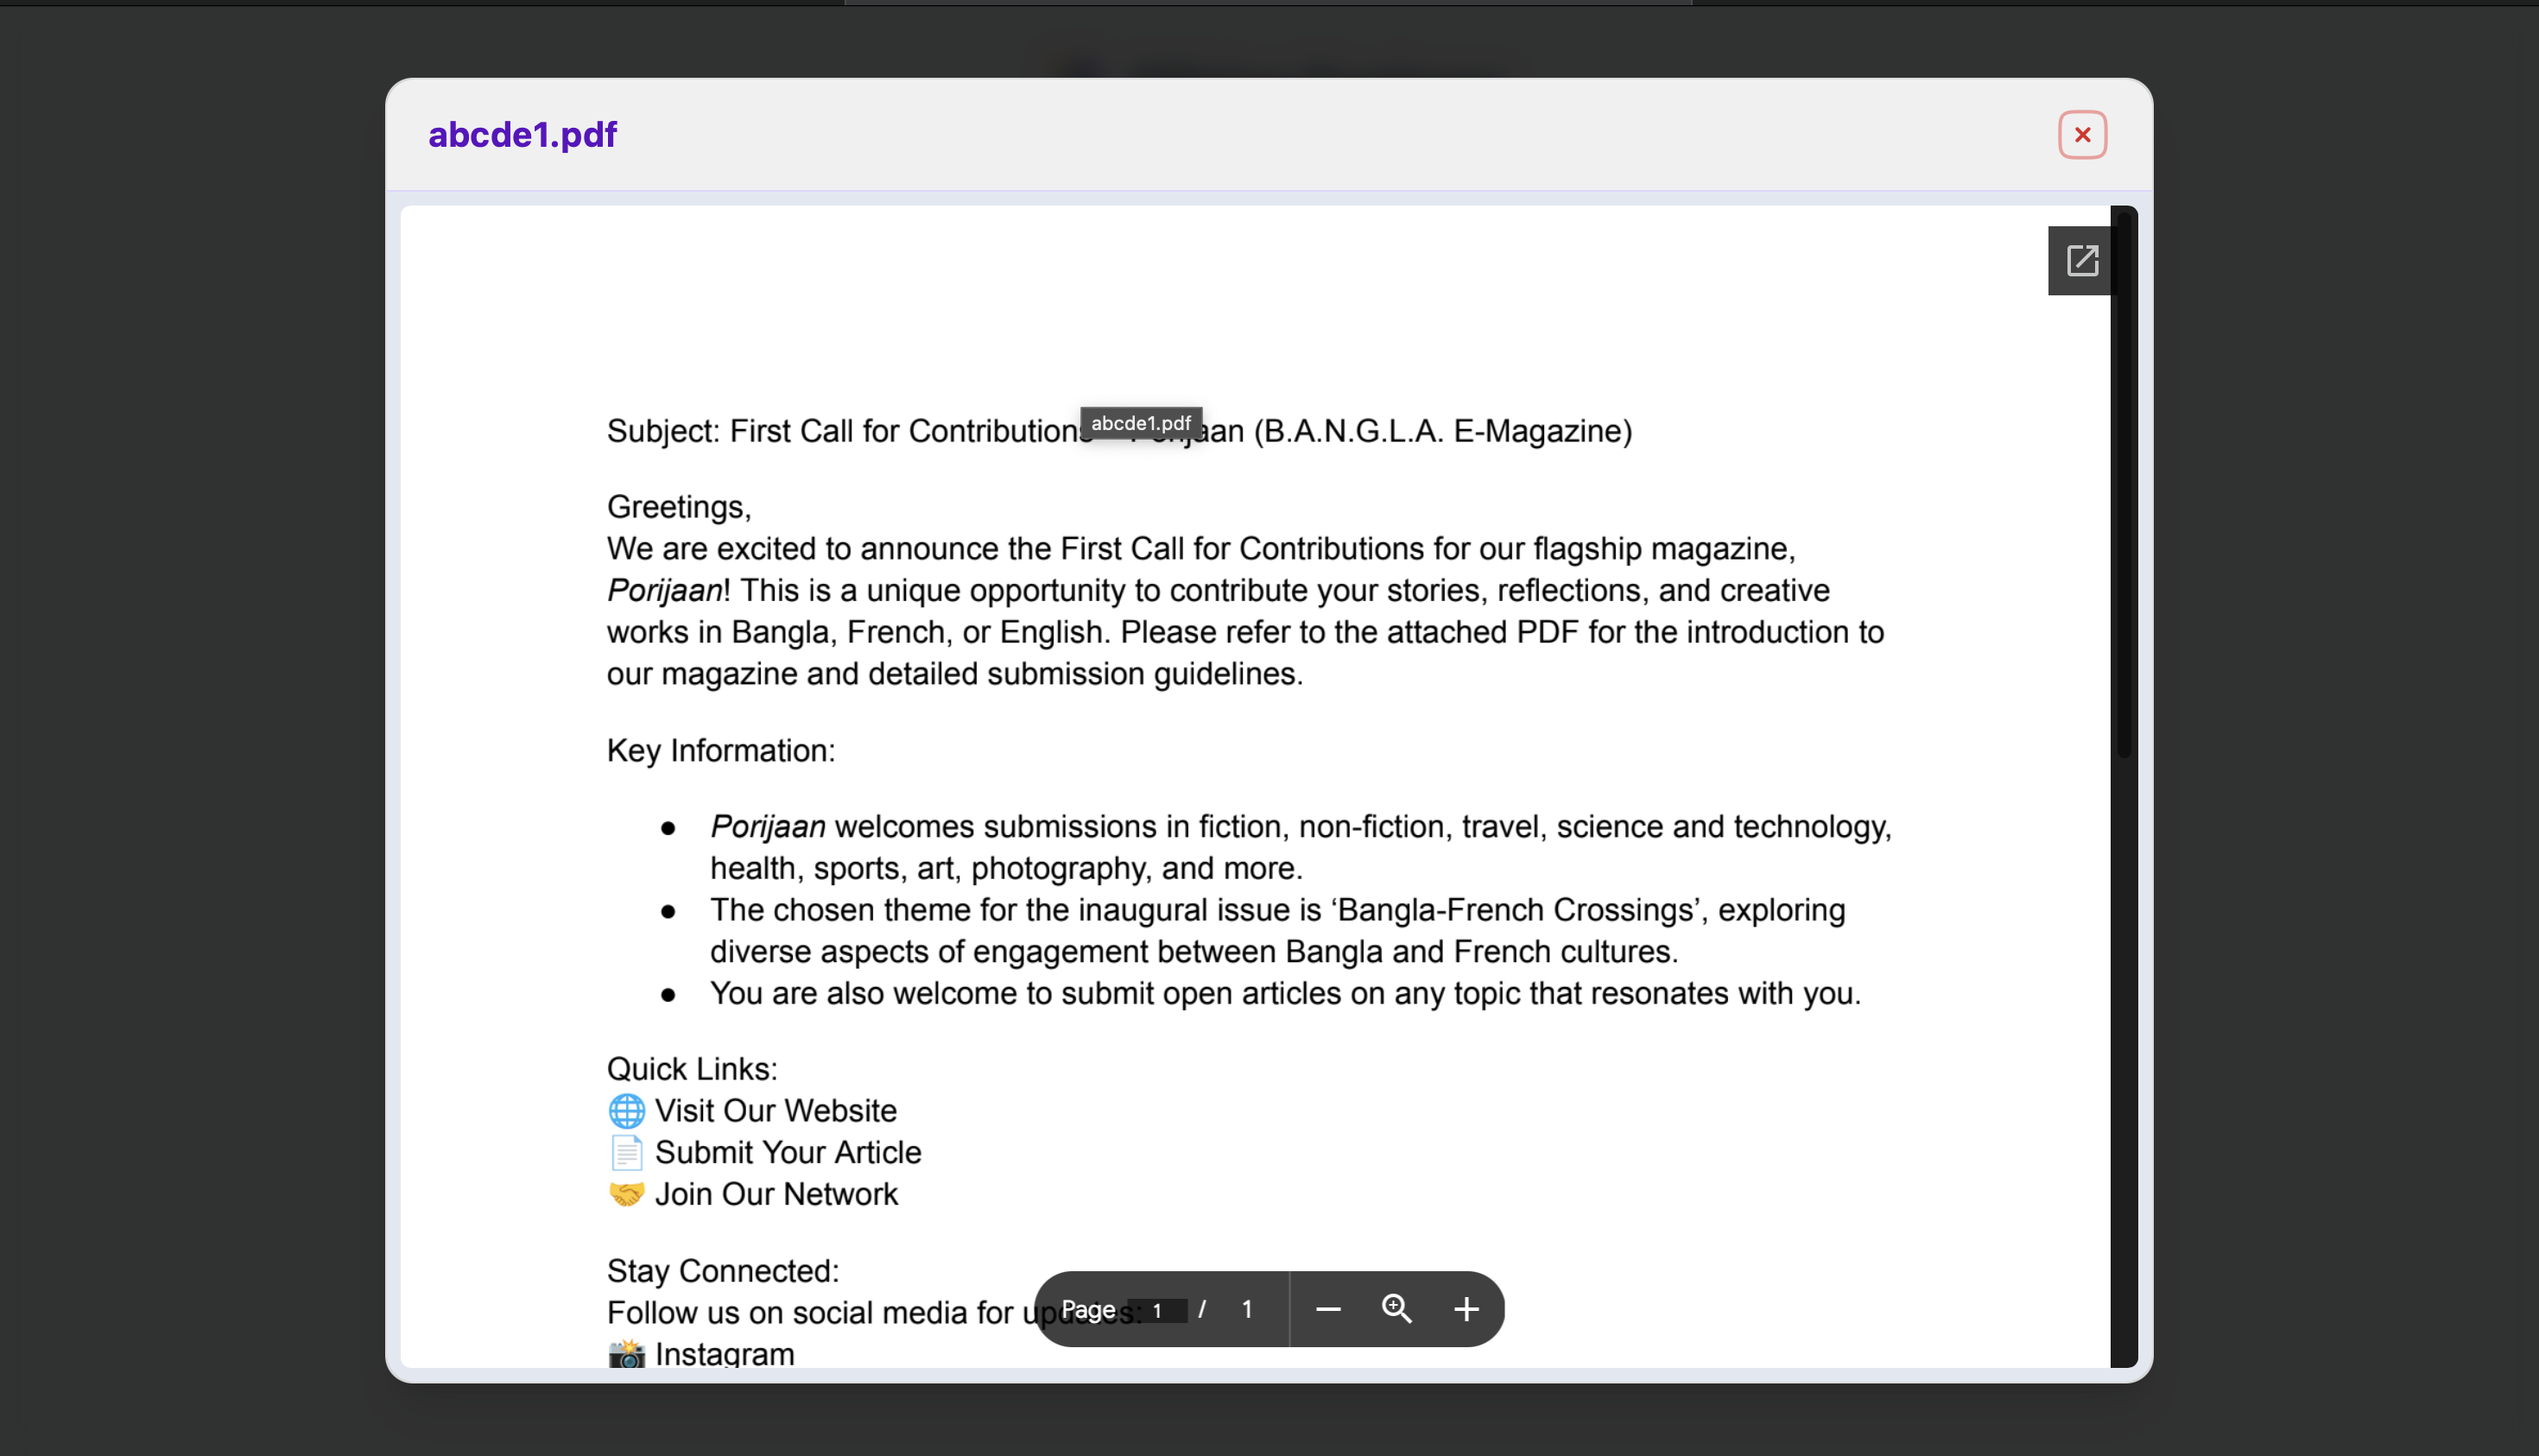 abcde1.pdf
Subject: First Call for Contributions (B.A.N.G.L.A. E-Magazine)
abcde1.pdf
Greetings,
We are excited to announce the First Call for Contributions for our flagship magazine,
Porijaan! This is a unique opportunity to contribute your stories, reflections, and creative
works in Bangla, French, or English. Please refer to the attached PDF for the introduction to
our magazine and detailed submission guidelines.
Key Information:
● Porijaan welcomes submissions in fiction, non-fiction, travel, science and technology,
health, sports, art, photography, and more.
● The chosen theme for the inaugural issue is ‘Bangla-French Crossings’, exploring
diverse aspects of engagement between Bangla and French cultures.
● You are also welcome to submit open articles on any topic that resonates with you.
Quick Links:
Visit Our Website
Submit Your Article
Join Our Network
Stay Connected:
Follow us on social media for updates:
Page 1 / 1
Instagram